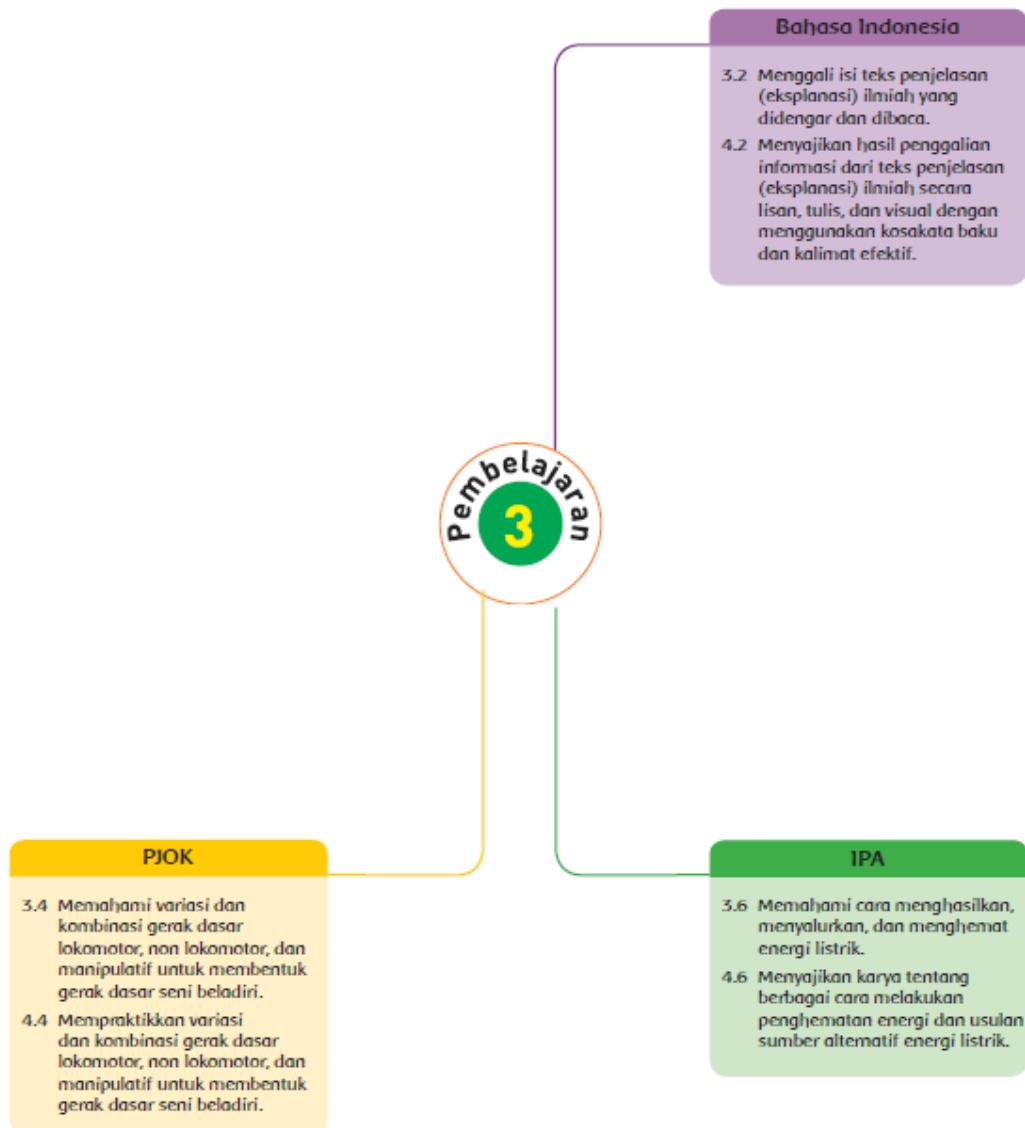 Bahasa Indonesia
3.2 Menggali isi teks penjelasan
(eksplanasi) ilmiah yang
didengar dan dibaca.
4.2 Menyajikan hasil penggalian
informasi dari teks penjelasan
(eksplanasi) ilmiah secara
lisan, tulis, dan visual dengan
menggunakan kosakata baku
dan kalimat efektif.
Pembelajaran
3
PJOK
3.4 Memahami variasi dan
kombinasi gerak dasar
lokomotor, non lokomotor, dan
manipulatif untuk membentuk
gerak dasar seni beladiri.
4.4 Mempraktikkan variasi
dan kombinasi gerak dasar
lokomotor, non lokomotor, dan
manipulatif untuk membentuk
gerak dasar seni beladiri.
IPA
3.6 Memahami cara menghasilkan,
menyalurkan, dan menghemat
energi listrik.
4.6 Menyajikan karya tentang
berbagai cara melakukan
penghematan energi dan usulan
sumber alternatif energi listrik.